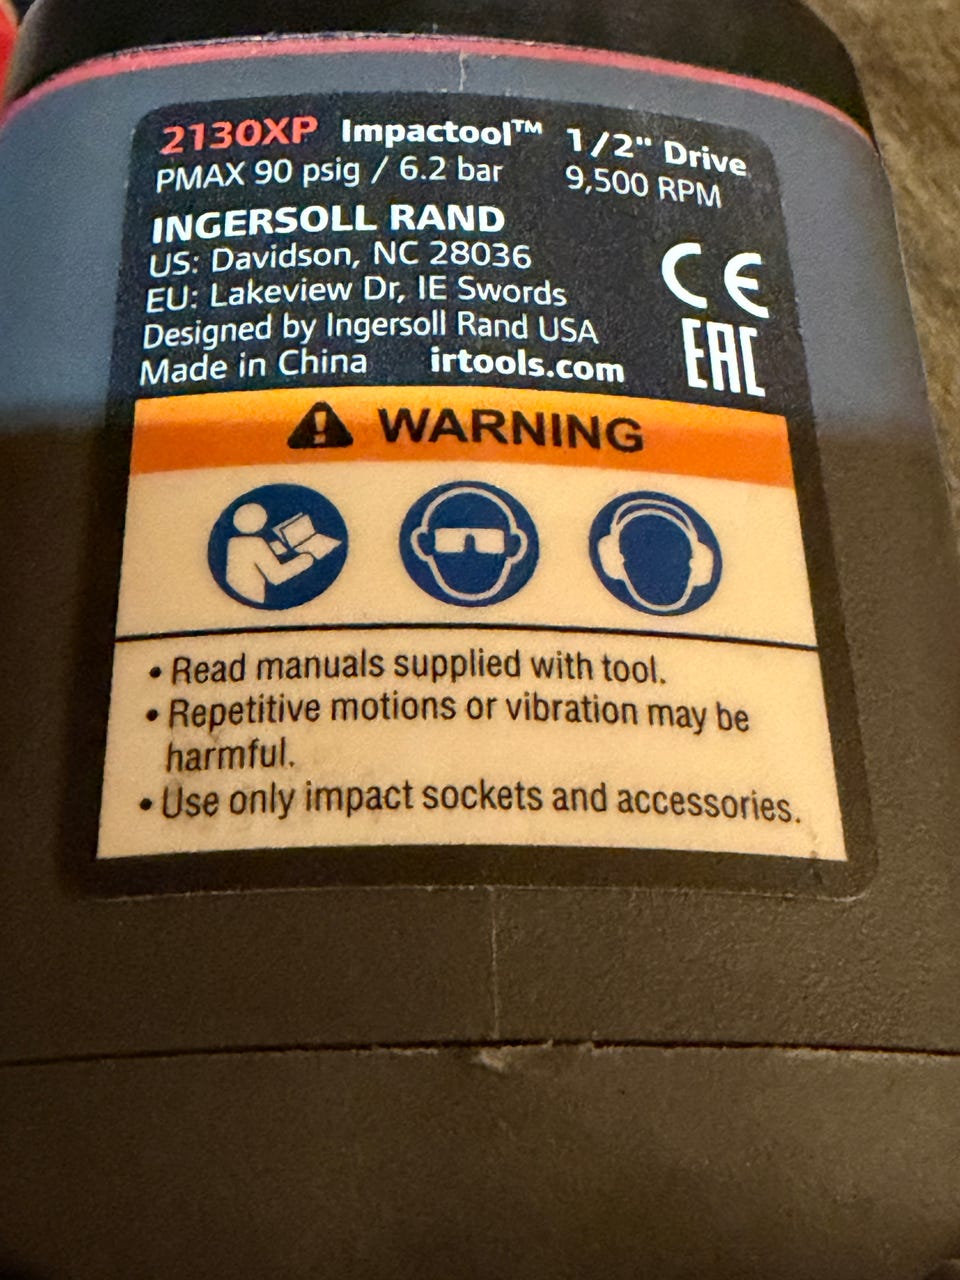 2130XP Impactool™ 1/2" Drive
PMAX 90 psig / 6.2 bar 9,500 RPM
INGERSOLL RAND
US: Davidson, NC 28036
EU: Lakeview Dr, IE Swords
Designed by Ingersoll Rand USA
Made in China irtools.com
CE
EAC
WARNING
• Read manuals supplied with tool.
• Repetitive motions or vibration may be
harmful.
• Use only impact sockets and accessories.